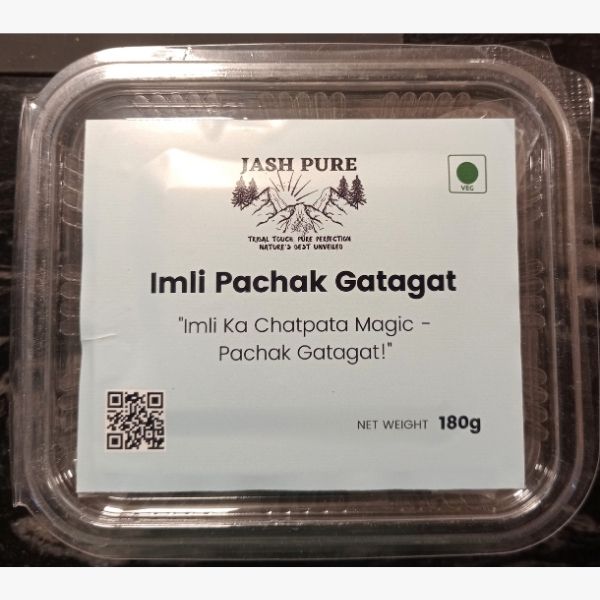 JASH PURE
TRIBAL TOUCH PURE PERFECTION
NATURE'S BEST UNVEILED
VEG
Imli Pachak Gatagat
"Imli Ka Chatpata Magic -
Pachak Gatagat!"
NET WEIGHT 180g